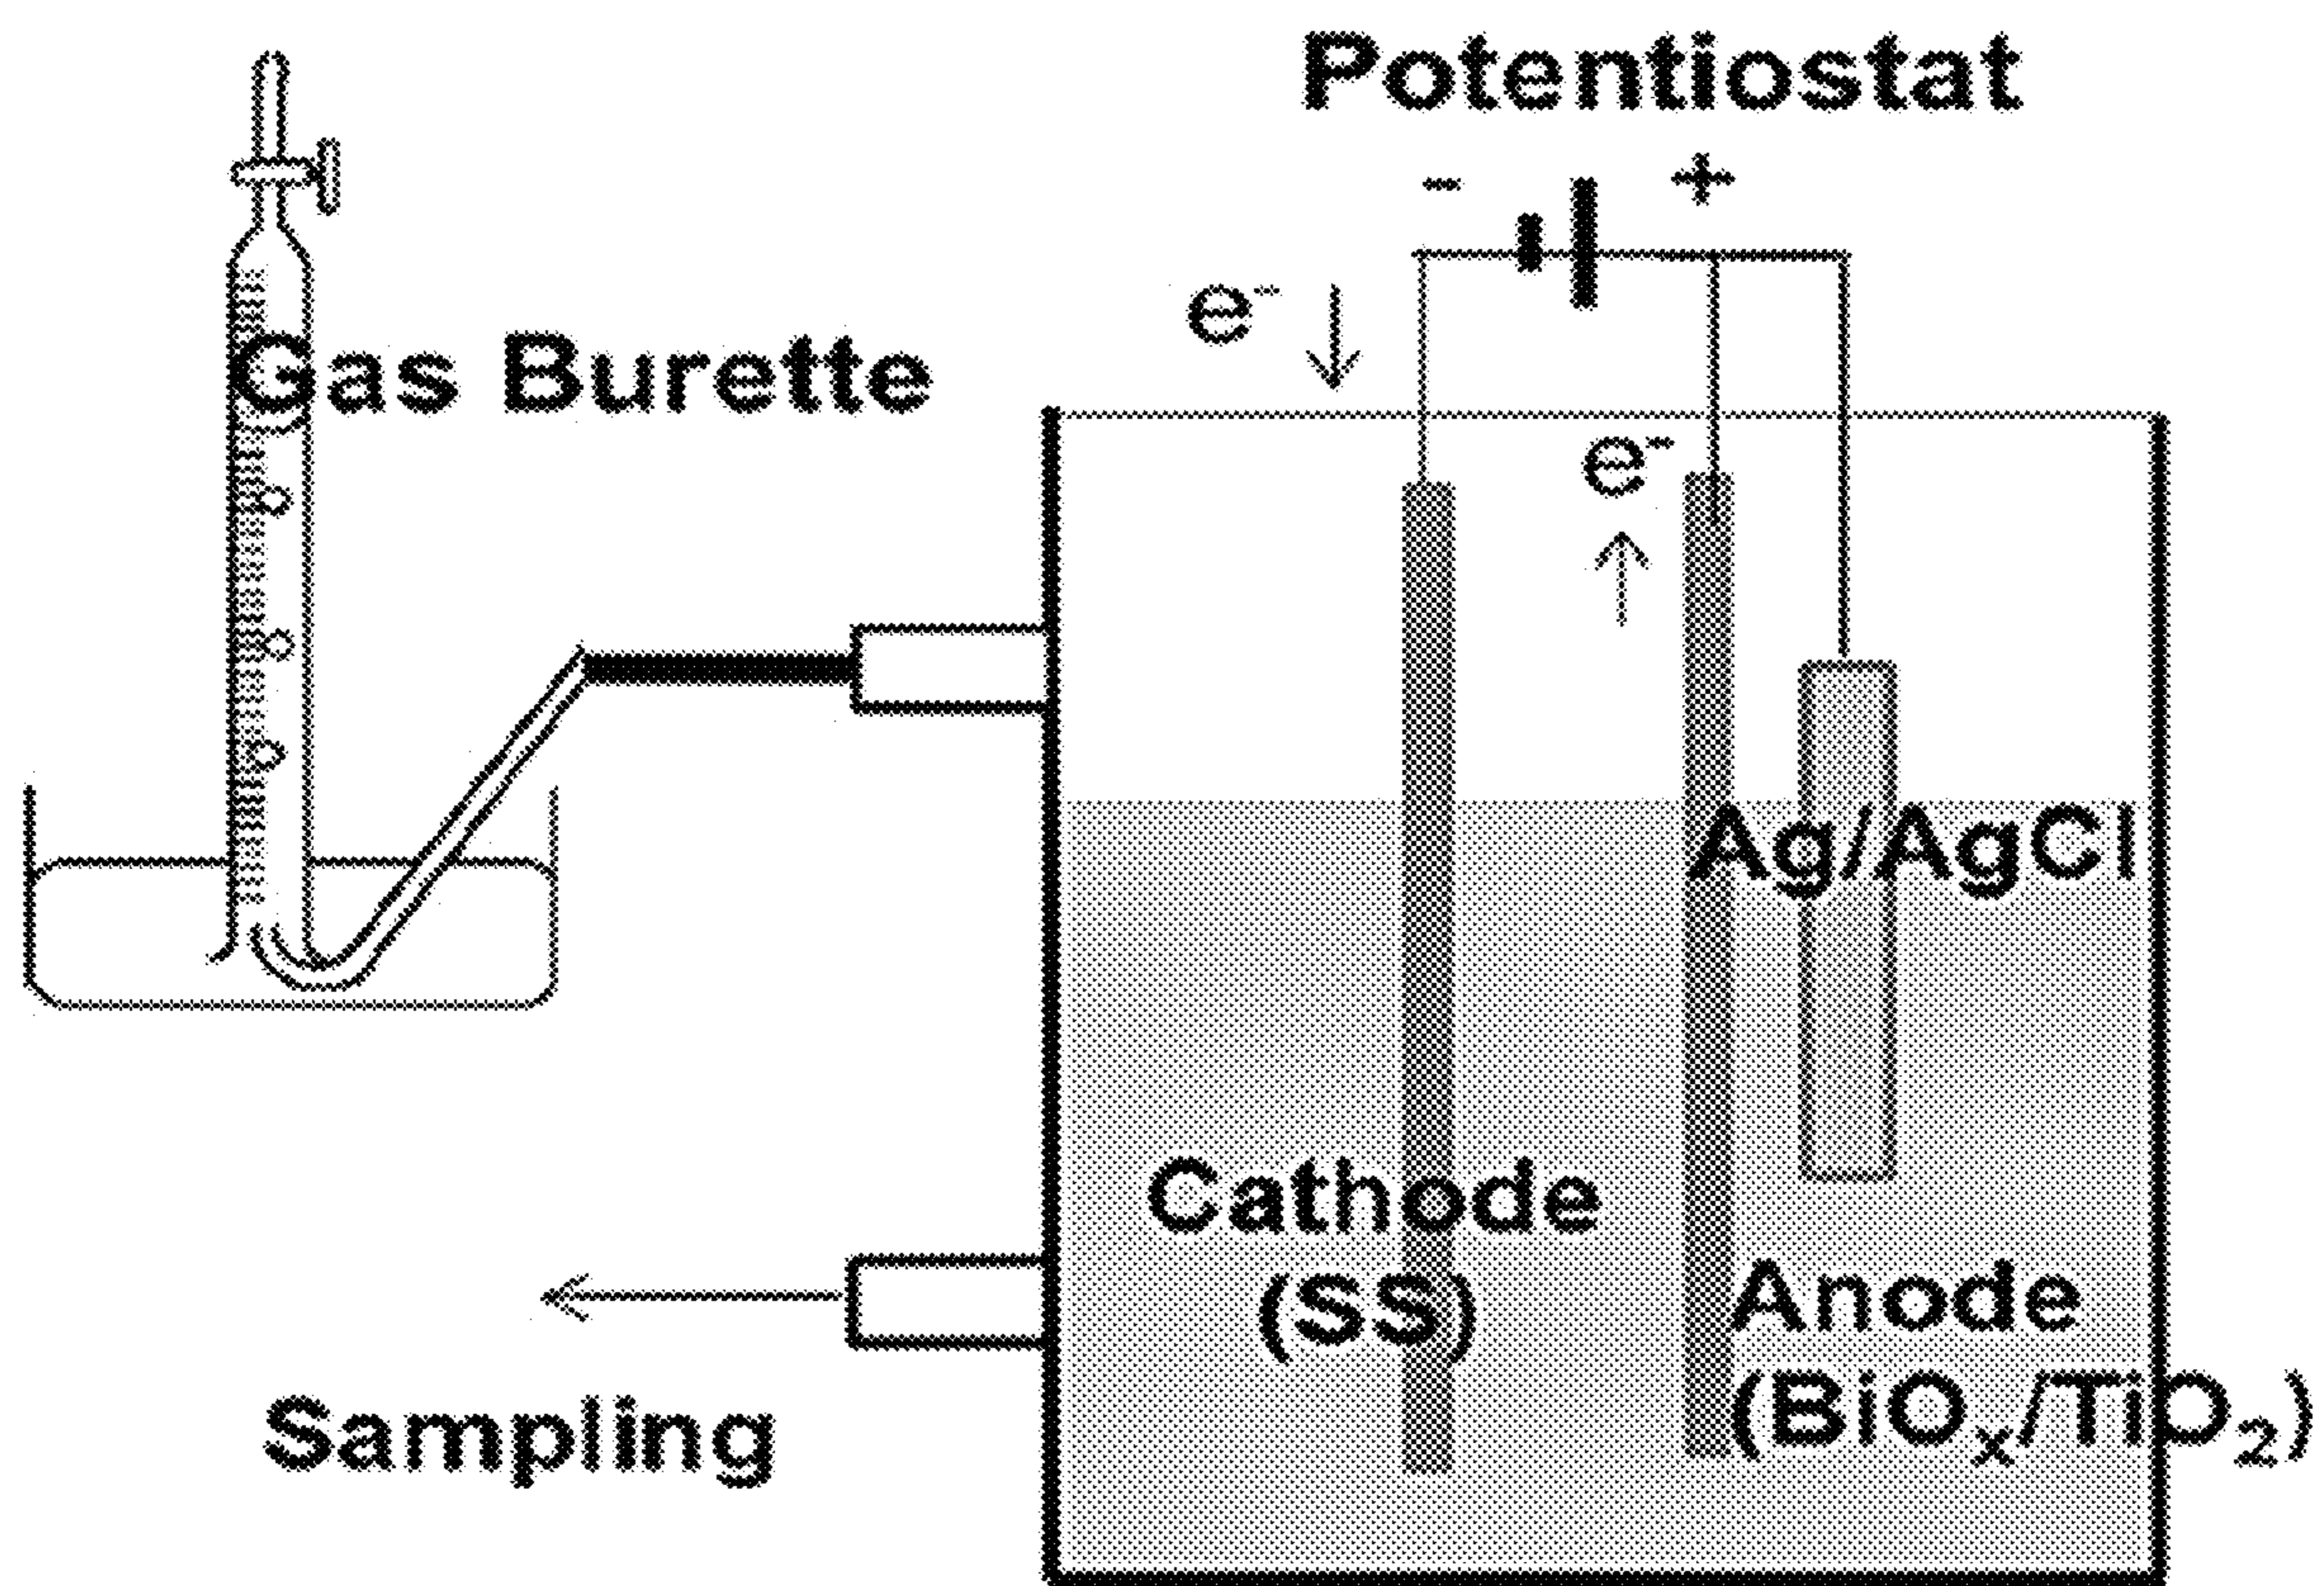 Potentiostat
- +
e⁻
Gas Burette
e⁻
Ag/AgCl
Cathode
(SS)
Anode
(BiOₓ/TiO₂)
Sampling